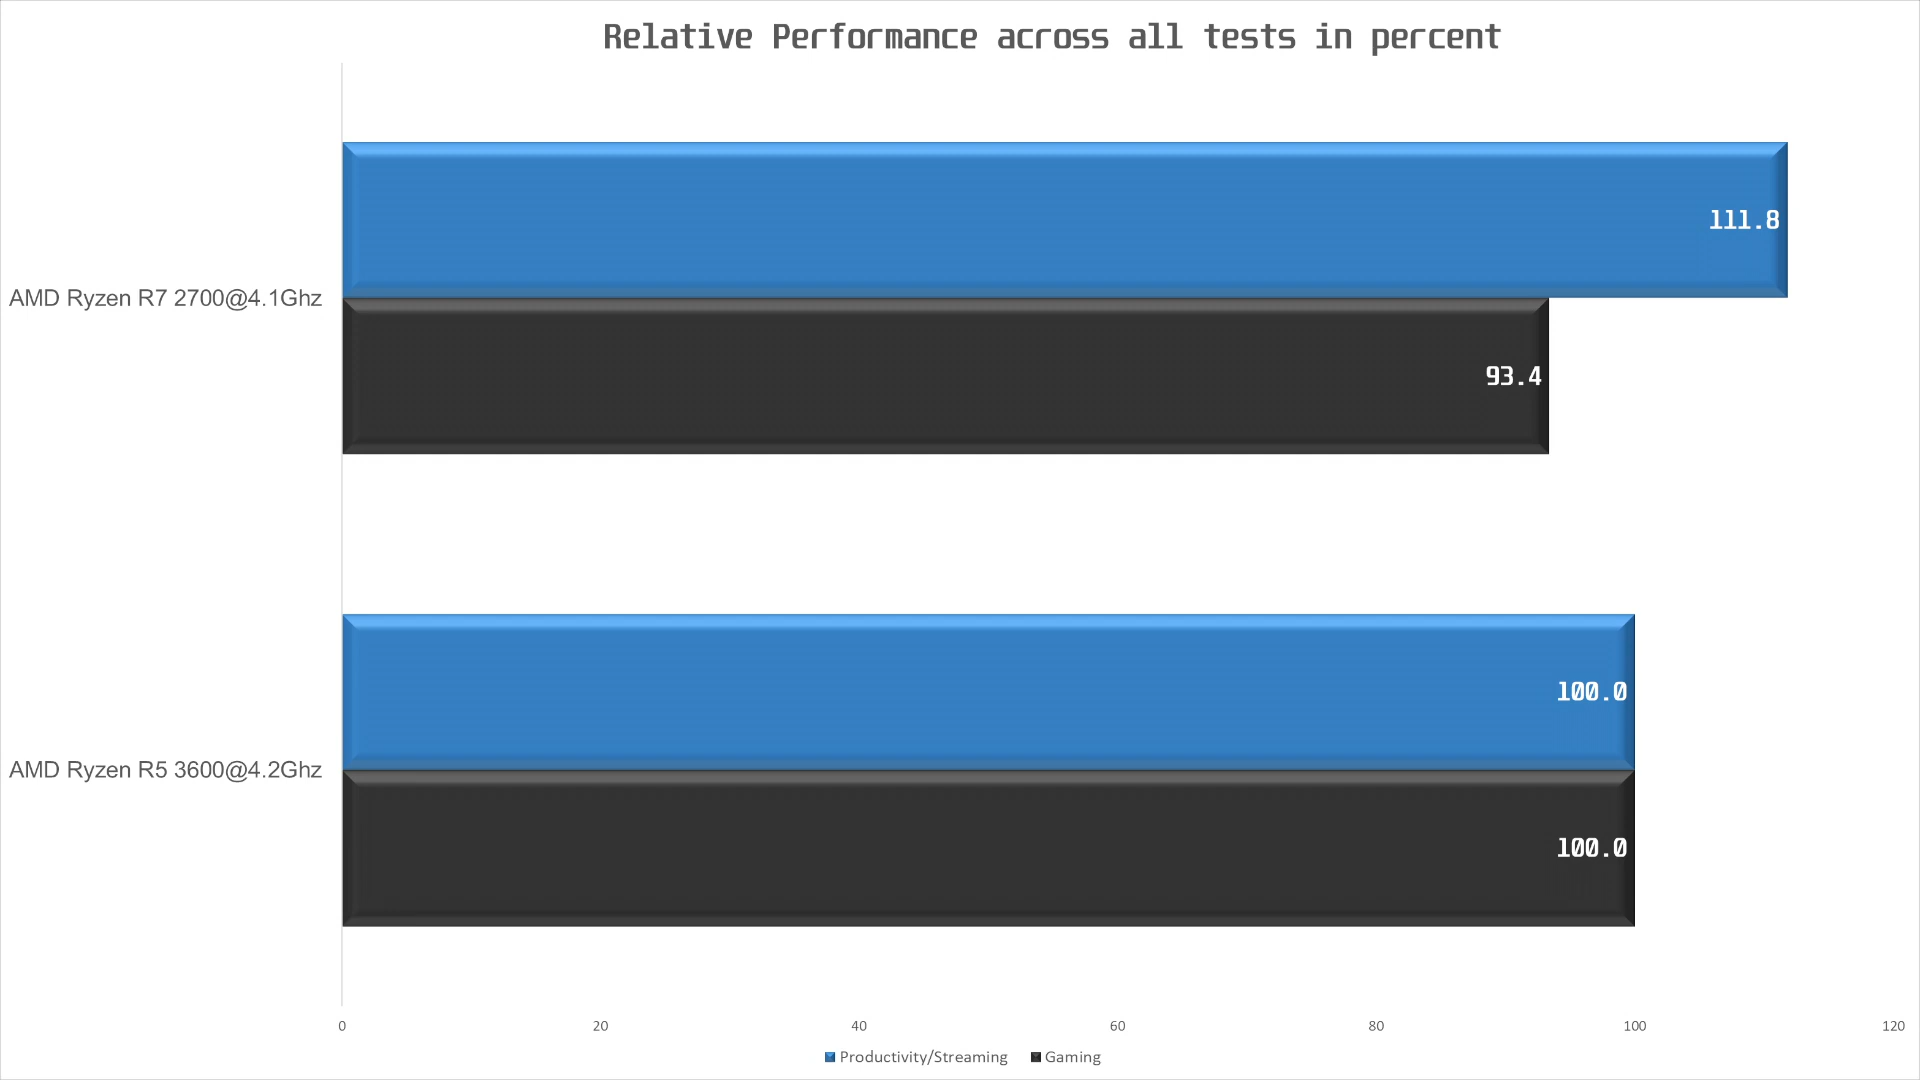 Relative Performance across all tests in percent
111.8
AMD Ryzen R7 2700@4.1Ghz
93.4
100.0
AMD Ryzen R5 3600@4.2Ghz
100.0
0 20 40 60 80 100 120
Productivity/Streaming Gaming